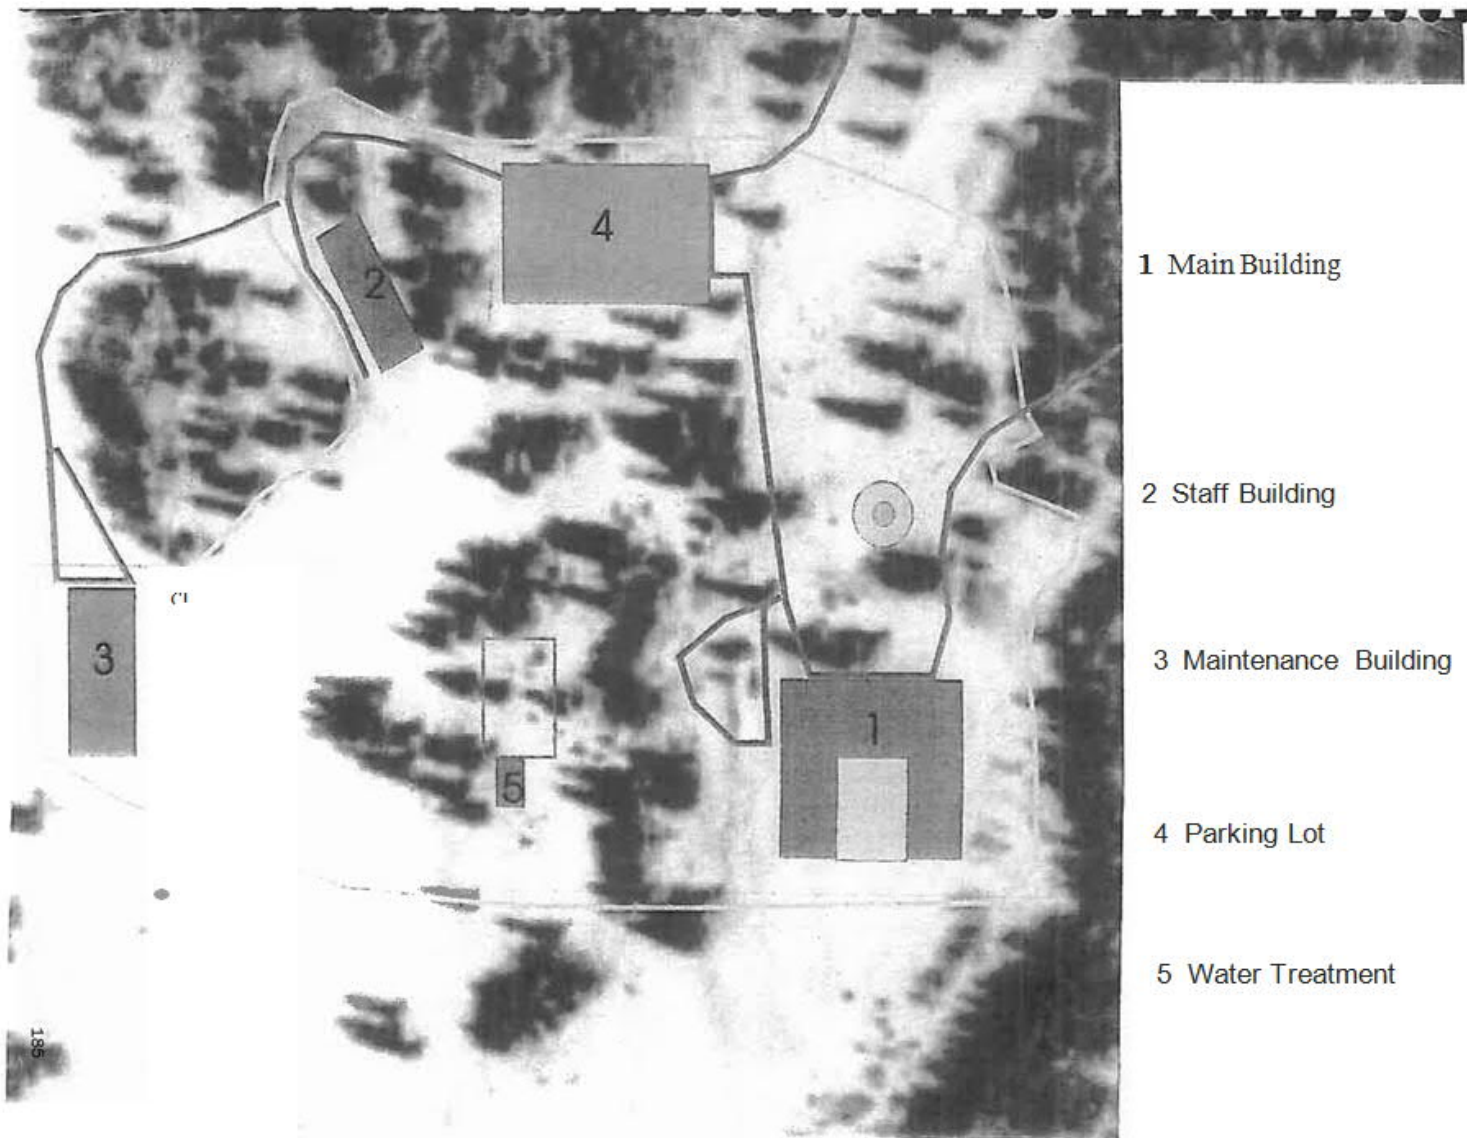 4
2
1 Main Building
2 Staff Building
3
3 Maintenance Building
1
5
4 Parking Lot
5 Water Treatment
185